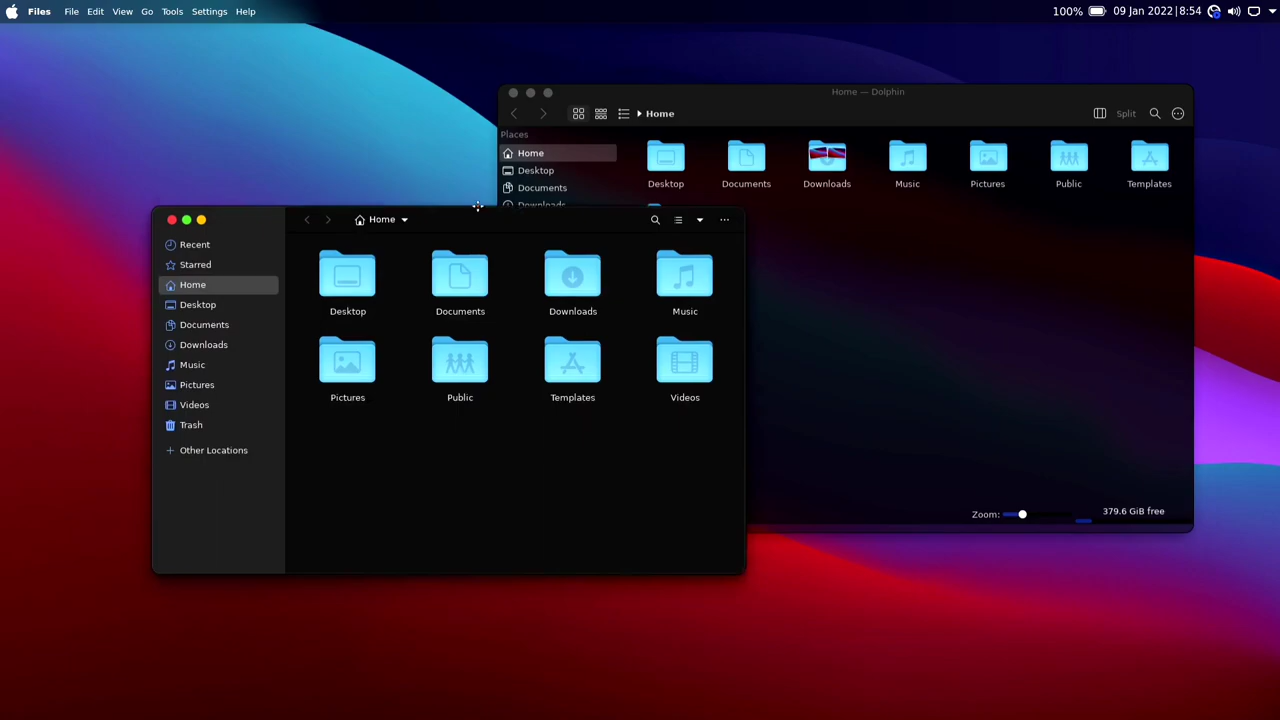 Files File Edit View Go Tools Settings Help 100% 09 Jan 2022|8:54
Home — Dolphin
Home Split
Places
Home
Desktop
Documents
Downloads
Desktop Documents Downloads Music Pictures Public Templates
Zoom: 379.6 GiB free
Home
Recent
Starred
Home
Desktop
Documents
Downloads
Music
Pictures
Videos
Trash
Other Locations
Desktop Documents Downloads Music
Pictures Public Templates Videos